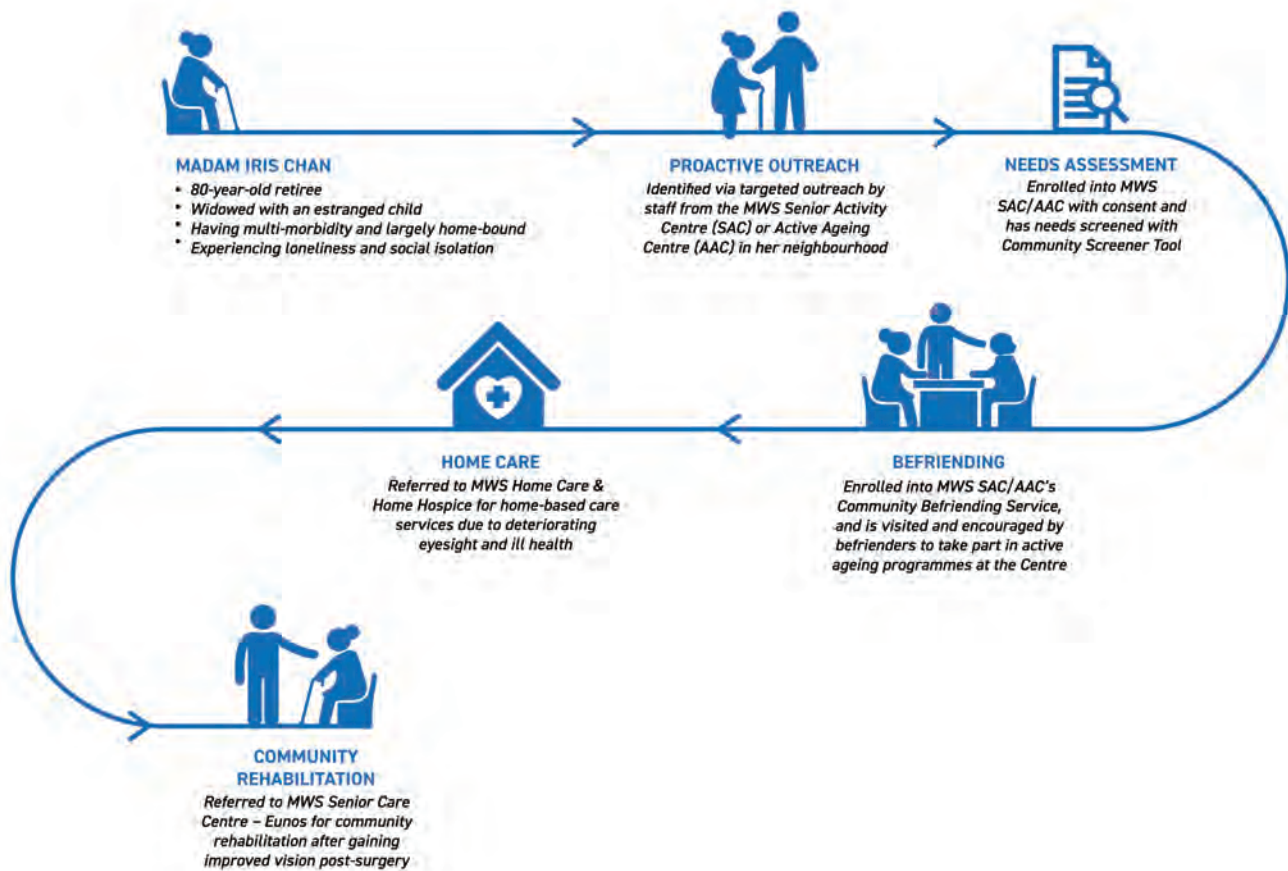 MADAM IRIS CHAN
• 80-year-old retiree
• Widowed with an estranged child
• Having multi-morbidity and largely home-bound
• Experiencing loneliness and social isolation
PROACTIVE OUTREACH
Identified via targeted outreach by
staff from the MWS Senior Activity
Centre (SAC) or Active Ageing
Centre (AAC) in her neighbourhood
NEEDS ASSESSMENT
Enrolled into MWS
SAC/AAC with consent and
has needs screened with
Community Screener Tool
BEFRIENDING
Enrolled into MWS SAC/AAC's
Community Befriending Service,
and is visited and encouraged by
befrienders to take part in active
ageing programmes at the Centre
HOME CARE
Referred to MWS Home Care &
Home Hospice for home-based care
services due to deteriorating
eyesight and ill health
COMMUNITY
REHABILITATION
Referred to MWS Senior Care
Centre – Eunos for community
rehabilitation after gaining
improved vision post-surgery